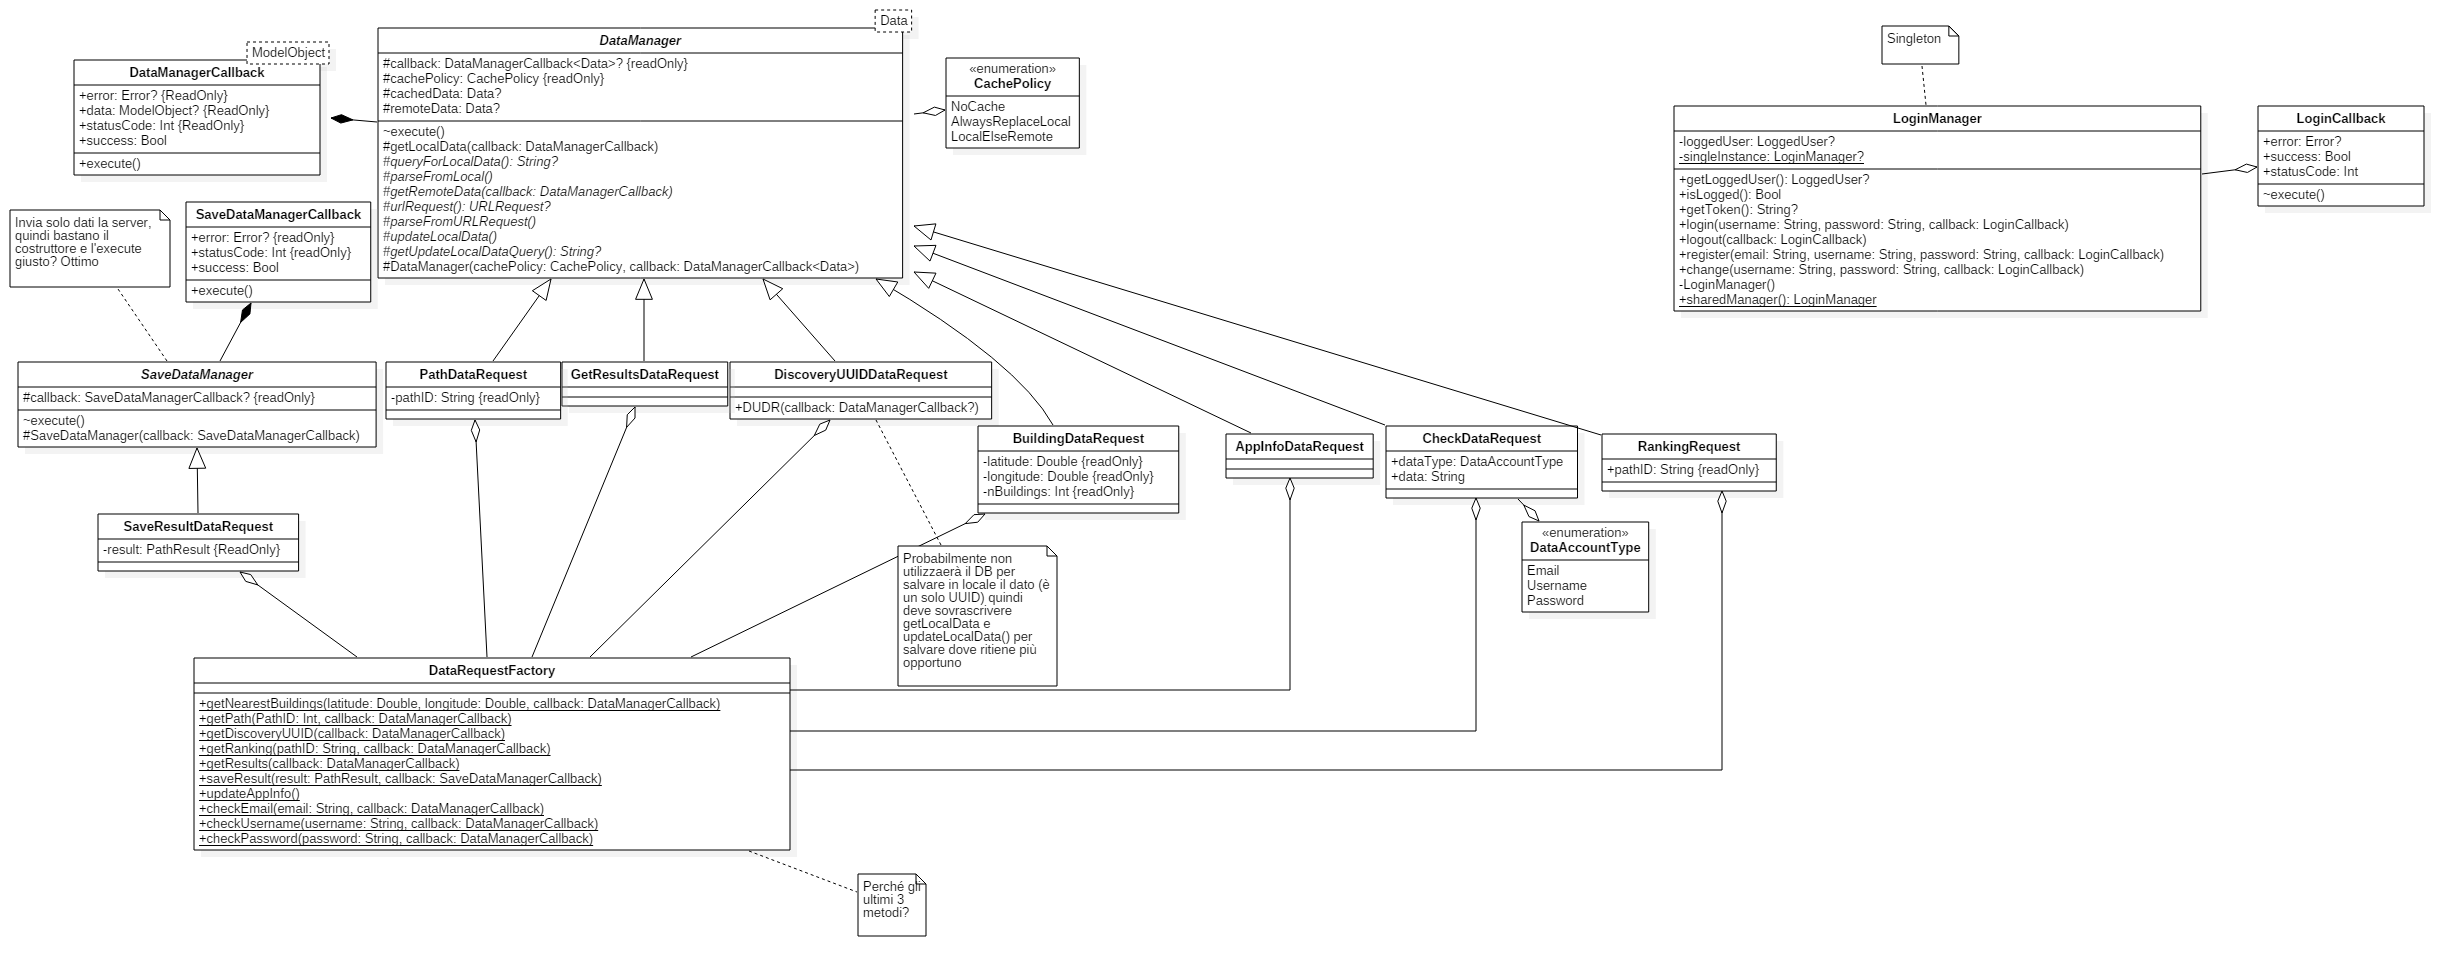 ModelObject
DataManagerCallback
+error: Error? {ReadOnly}
+data: ModelObject? {ReadOnly}
+statusCode: Int {ReadOnly}
+success: Bool
+execute()
Data
DataManager
#callback: DataManagerCallback<Data>? {readOnly}
#cachePolicy: CachePolicy {readOnly}
#cachedData: Data?
#remoteData: Data?
~execute()
#getLocalData(callback: DataManagerCallback)
#queryForLocalData(): String?
#parseFromLocal()
#getRemoteData(callback: DataManagerCallback)
#urlRequest(): URLRequest?
#parseFromURLRequest()
#updateLocalData()
#getUpdateLocalDataQuery(): String?
#DataManager(cachePolicy: CachePolicy, callback: DataManagerCallback<Data>)
«enumeration»
CachePolicy
NoCache
AlwaysReplaceLocal
LocalElseRemote
Singleton
LoginManager
-loggedUser: LoggedUser?
-singleInstance: LoginManager?
+getLoggedUser(): LoggedUser?
+isLogged(): Bool
+getToken(): String?
+login(username: String, password: String, callback: LoginCallback)
+logout(callback: LoginCallback)
+register(email: String, username: String, password: String, callback: LoginCallback)
+change(username: String, password: String, callback: LoginCallback)
-LoginManager()
+sharedManager(): LoginManager
LoginCallback
+error: Error?
+success: Bool
+statusCode: Int
~execute()
Invia solo dati la server,
quindi bastano il
costruttore e l'execute
giusto? Ottimo
SaveDataManagerCallback
+error: Error? {readOnly}
+statusCode: Int {readOnly}
+success: Bool
+execute()
SaveDataManager
#callback: SaveDataManagerCallback? {readOnly}
~execute()
#SaveDataManager(callback: SaveDataManagerCallback)
PathDataRequest
-pathID: String {readOnly}
GetResultsDataRequest
DiscoveryUUIDDataRequest
+DUDR(callback: DataManagerCallback?)
BuildingDataRequest
-latitude: Double {readOnly}
-longitude: Double {readOnly}
-nBuildings: Int {readOnly}
AppInfoDataRequest
CheckDataRequest
+dataType: DataAccountType
+data: String
RankingRequest
+pathID: String {readOnly}
SaveResultDataRequest
-result: PathResult {ReadOnly}
«enumeration»
DataAccountType
Email
Username
Password
Probabilmente non
utilizzaerà il DB per
salvare in locale il dato (è
un solo UUID) quindi
deve sovrascrivere
getLocalData e
updateLocalData() per
salvare dove ritiene più
opportuno
DataRequestFactory
+getNearestBuildings(latitude: Double, longitude: Double, callback: DataManagerCallback)
+getPath(PathID: Int, callback: DataManagerCallback)
+getDiscoveryUUID(callback: DataManagerCallback)
+getRanking(pathID: String, callback: DataManagerCallback)
+getResults(callback: DataManagerCallback)
+saveResult(result: PathResult, callback: SaveDataManagerCallback)
+updateAppInfo()
+checkEmail(email: String, callback: DataManagerCallback)
+checkUsername(username: String, callback: DataManagerCallback)
+checkPassword(password: String, callback: DataManagerCallback)
Perché gli
ultimi 3
metodi?